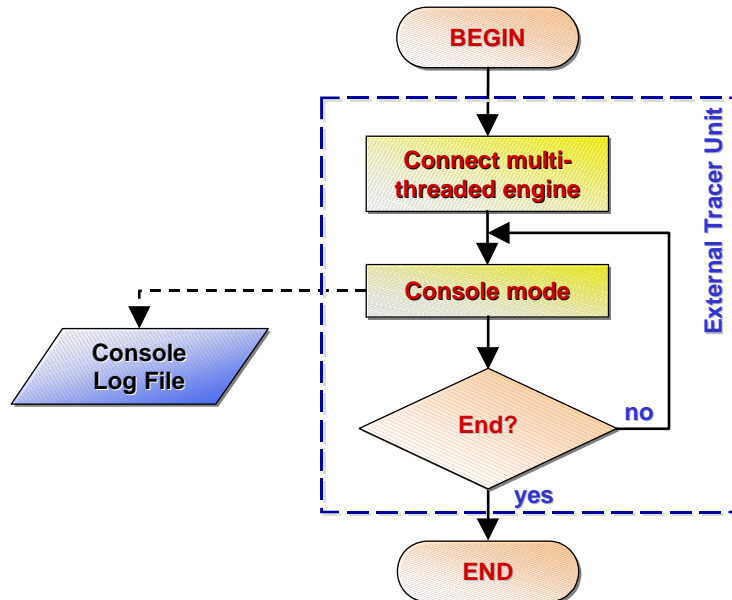 BEGIN
External Tracer Unit
Connect multi-
threaded engine
Console mode
Console
Log File
End?
no
yes
END